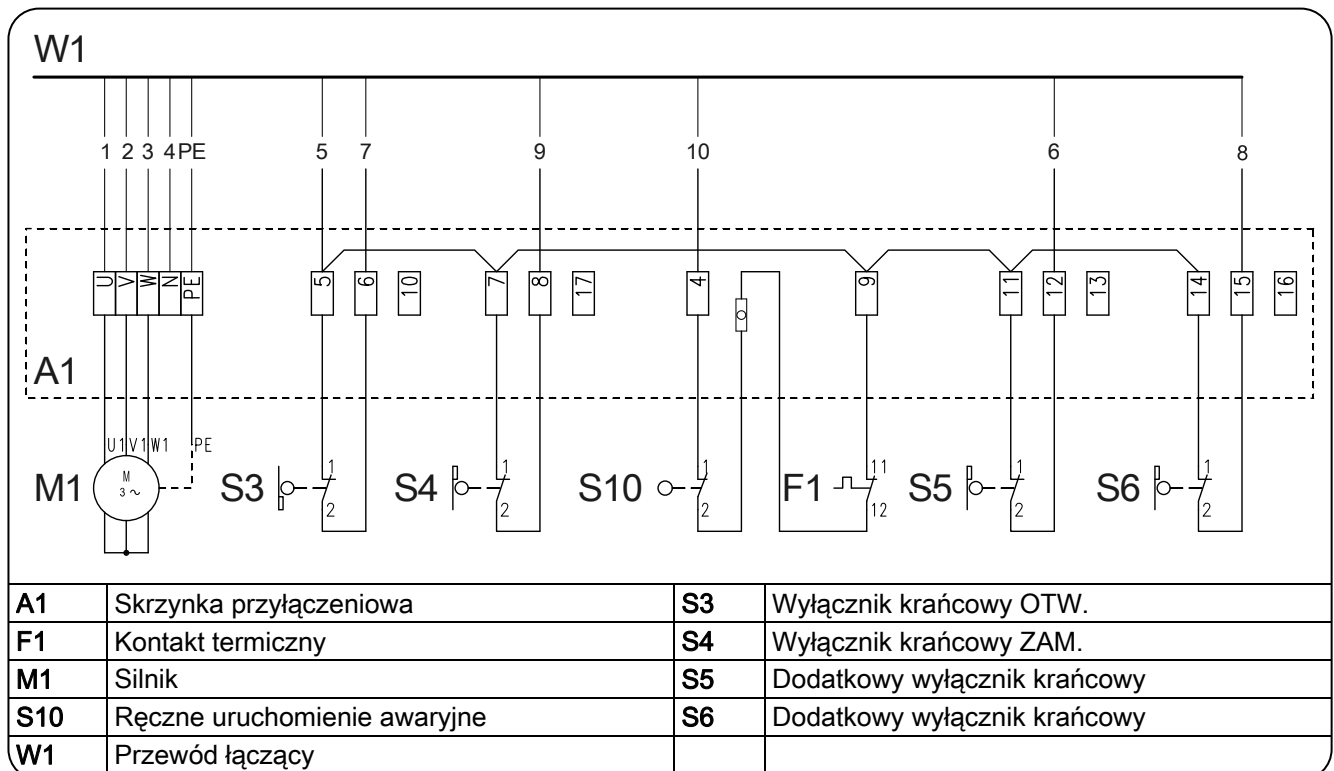 W1
1 2 3 4 PE 5 7 9 10 6 8
U V W N PE 5 6 10 7 8 17 4 9 11 12 13 14 15 16
A1
U1 V1 W1 PE
M1 M 3 ~ S3 1 2 S4 1 2 S10 1 2 F1 11 12 S5 1 2 S6 1 2
A1 Skrzynka przyłączeniowa S3 Wyłącznik krańcowy OTW.
F1 Kontakt termiczny S4 Wyłącznik krańcowy ZAM.
M1 Silnik S5 Dodatkowy wyłącznik krańcowy
S10 Ręczne uruchomienie awaryjne S6 Dodatkowy wyłącznik krańcowy
W1 Przewód łączący